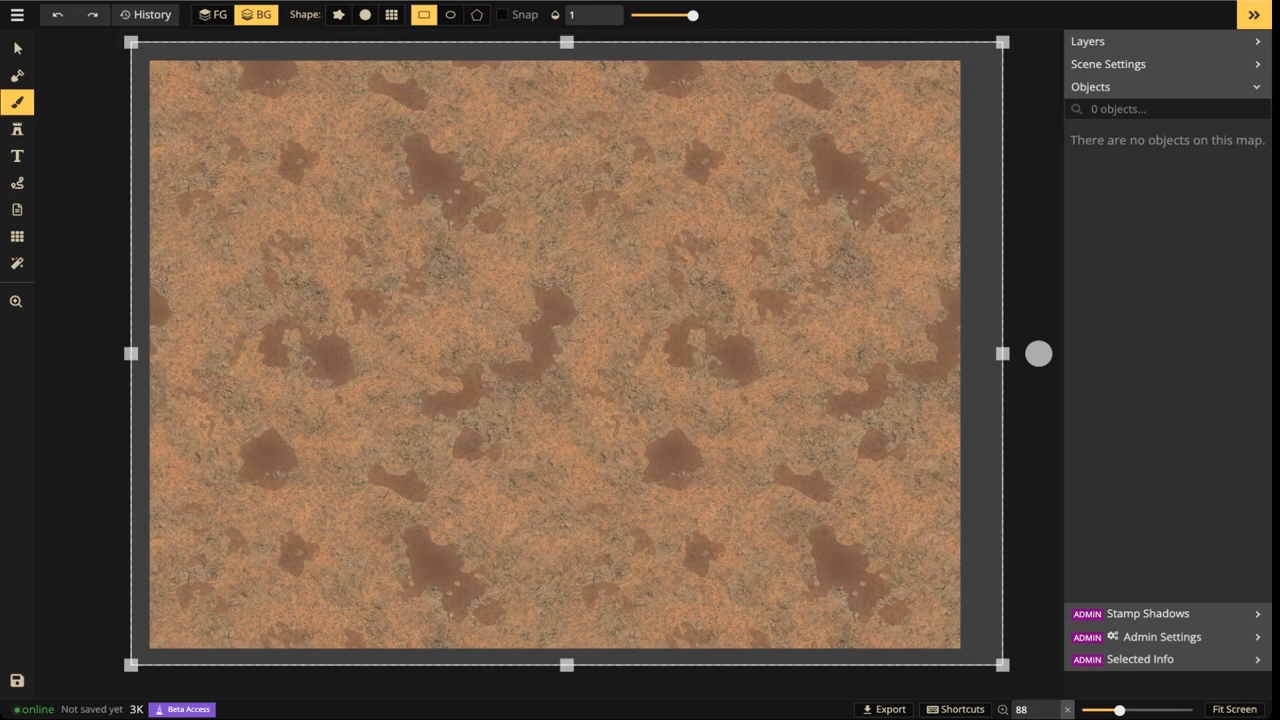 History
FG
BG
Shape:
Snap
1
Layers
Scene Settings
Objects
0 objects...
There are no objects on this map.
ADMIN Stamp Shadows
ADMIN Admin Settings
ADMIN Selected Info
online
Not saved yet
3K
Beta Access
Export
Shortcuts
88
Fit Screen